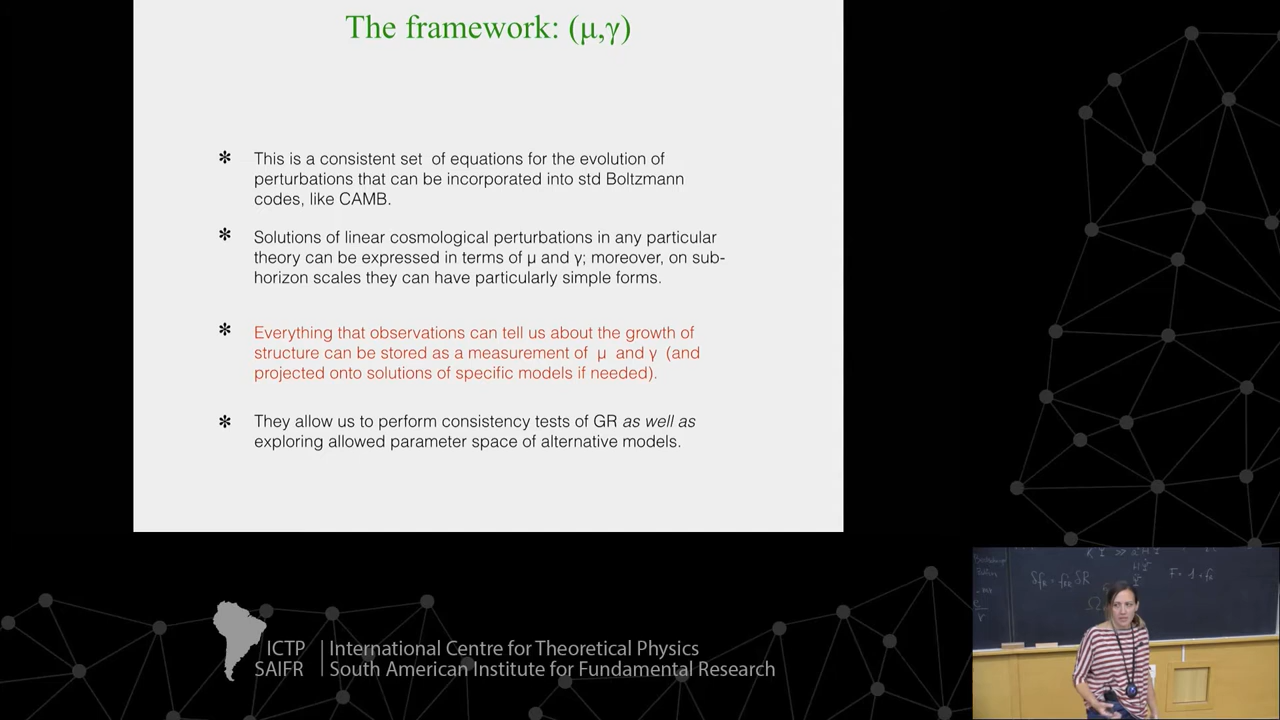 The framework: (μ,γ)
* This is a consistent set of equations for the evolution of
perturbations that can be incorporated into std Boltzmann
codes, like CAMB.
* Solutions of linear cosmological perturbations in any particular
theory can be expressed in terms of μ and γ; moreover, on sub-
horizon scales they can have particularly simple forms.
* Everything that observations can tell us about the growth of
structure can be stored as a measurement of μ and γ (and
projected onto solutions of specific models if needed).
* They allow us to perform consistency tests of GR as well as
exploring allowed parameter space of alternative models.
ICTP
SAIFR
International Centre for Theoretical Physics
South American Institute for Fundamental Research